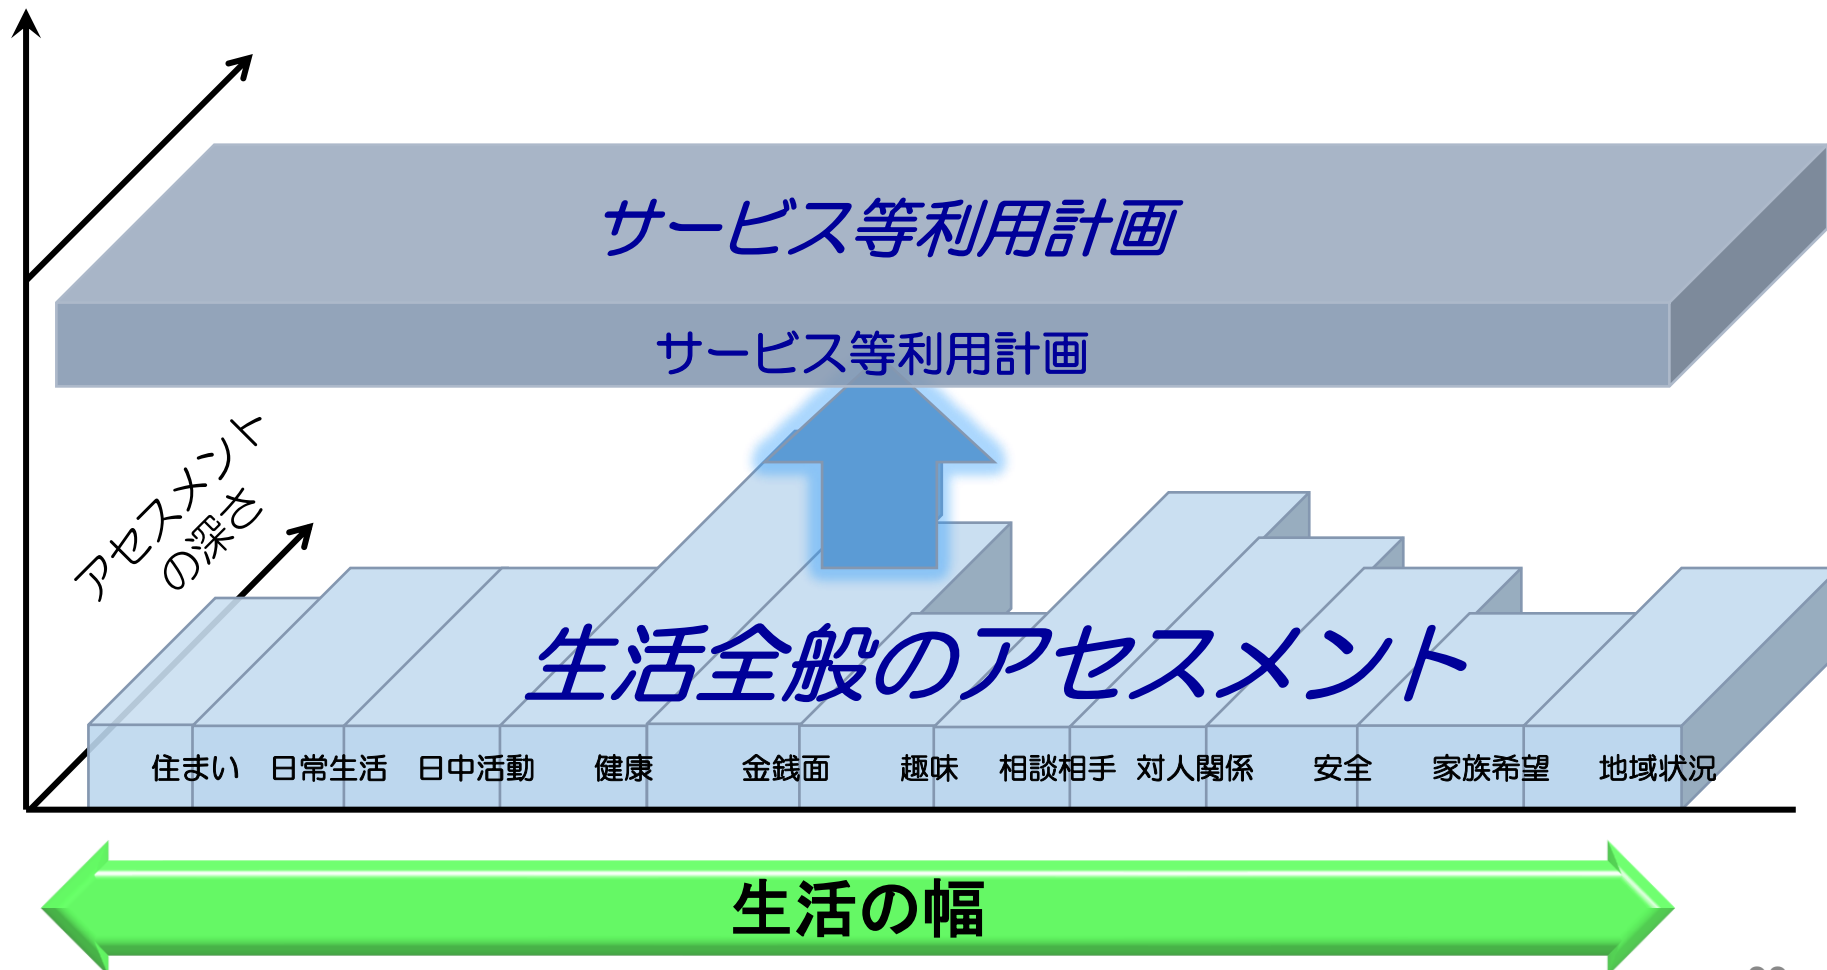 サービス等利用計画
サービス等利用計画
アセスメント
の深さ
生活全般のアセスメント
住まい 日常生活 日中活動 健康 金銭面 趣味 相談相手 対人関係 安全 家族希望 地域状況
生活の幅